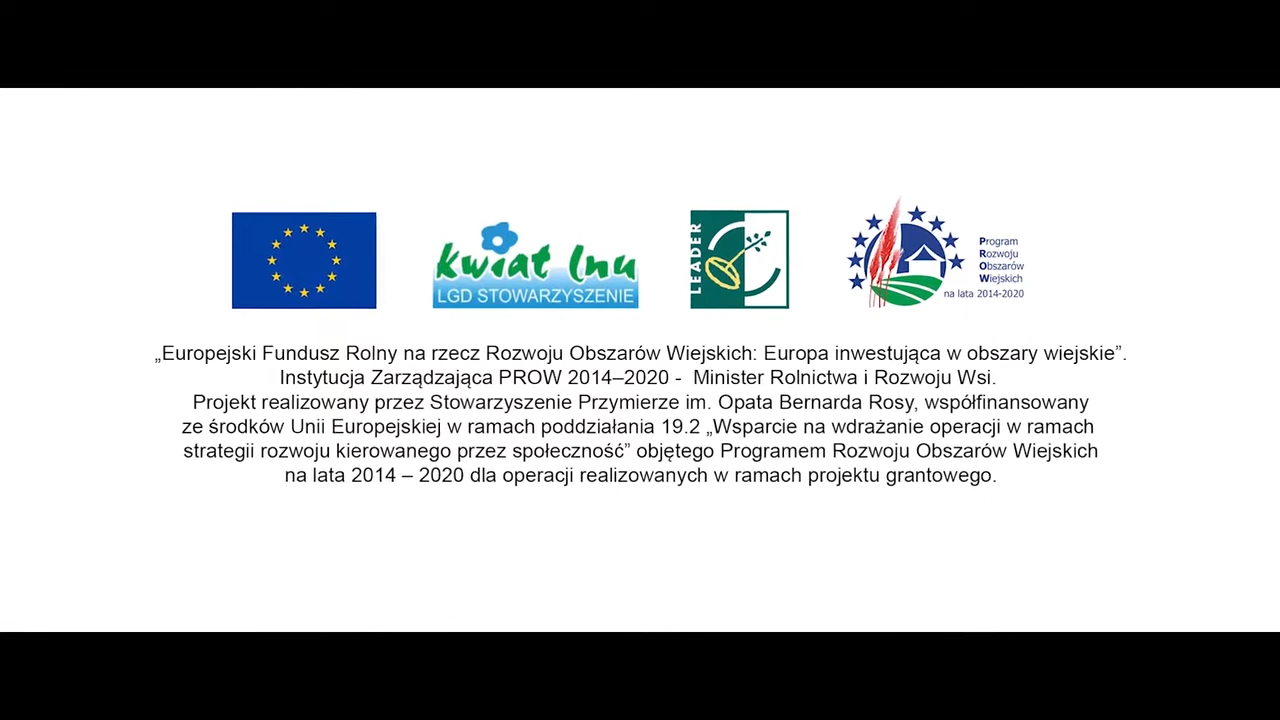 kwiat lnu
LGD STOWARZYSZENIE
LEADER
Program
Rozwoju
Obszarów
Wiejskich
na lata 2014-2020
„Europejski Fundusz Rolny na rzecz Rozwoju Obszarów Wiejskich: Europa inwestująca w obszary wiejskie”.
Instytucja Zarządzająca PROW 2014–2020 -  Minister Rolnictwa i Rozwoju Wsi.
Projekt realizowany przez Stowarzyszenie Przymierze im. Opata Bernarda Rosy, współfinansowany
ze środków Unii Europejskiej w ramach poddziałania 19.2 „Wsparcie na wdrażanie operacji w ramach
strategii rozwoju kierowanego przez społeczność” objętego Programem Rozwoju Obszarów Wiejskich
na lata 2014 – 2020 dla operacji realizowanych w ramach projektu grantowego.